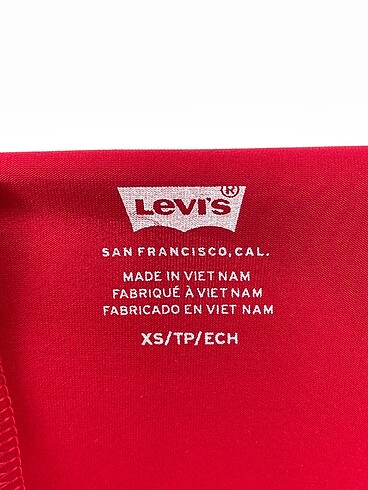 Levi's®
SAN FRANCISCO, CAL.
MADE IN VIET NAM
FABRIQUÉ À VIET NAM
FABRICADO EN VIET NAM
XS/TP/ECH